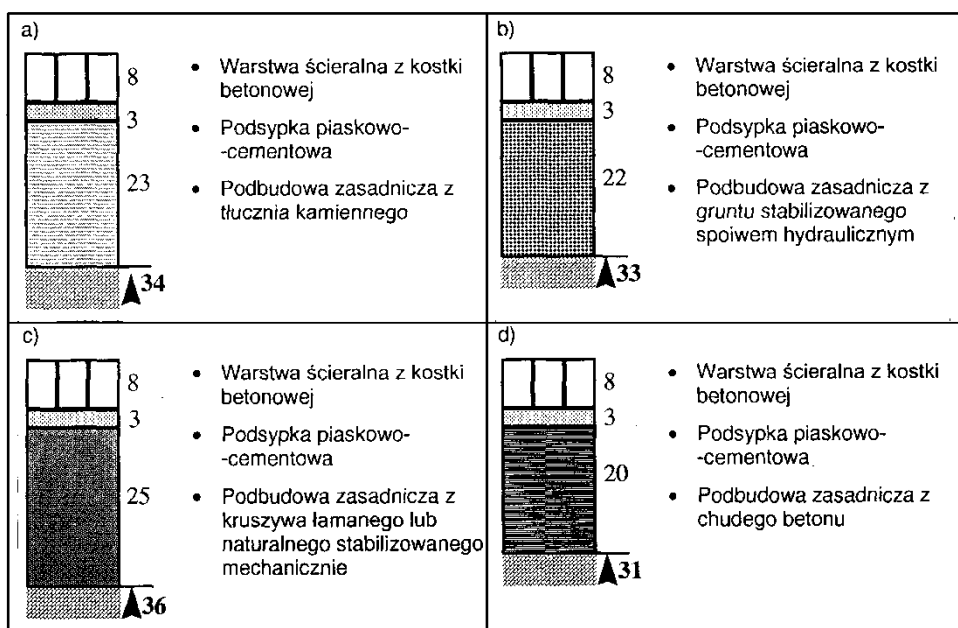 a)
8
3
23
34
• Warstwa ścieralna z kostki
betonowej
• Podsypka piaskowo-
-cementowa
• Podbudowa zasadnicza z
tłucznia kamiennego
b)
8
3
22
33
• Warstwa ścieralna z kostki
betonowej
• Podsypka piaskowo-
-cementowa
• Podbudowa zasadnicza z
gruntu stabilizowanego
spoiwem hydraulicznym
c)
8
3
25
36
• Warstwa ścieralna z kostki
betonowej
• Podsypka piaskowo-
-cementowa
• Podbudowa zasadnicza z
kruszywa łamanego lub
naturalnego stabilizowanego
mechanicznie
d)
8
3
20
31
• Warstwa ścieralna z kostki
betonowej
• Podsypka piaskowo-
-cementowa
• Podbudowa zasadnicza z
chudego betonu